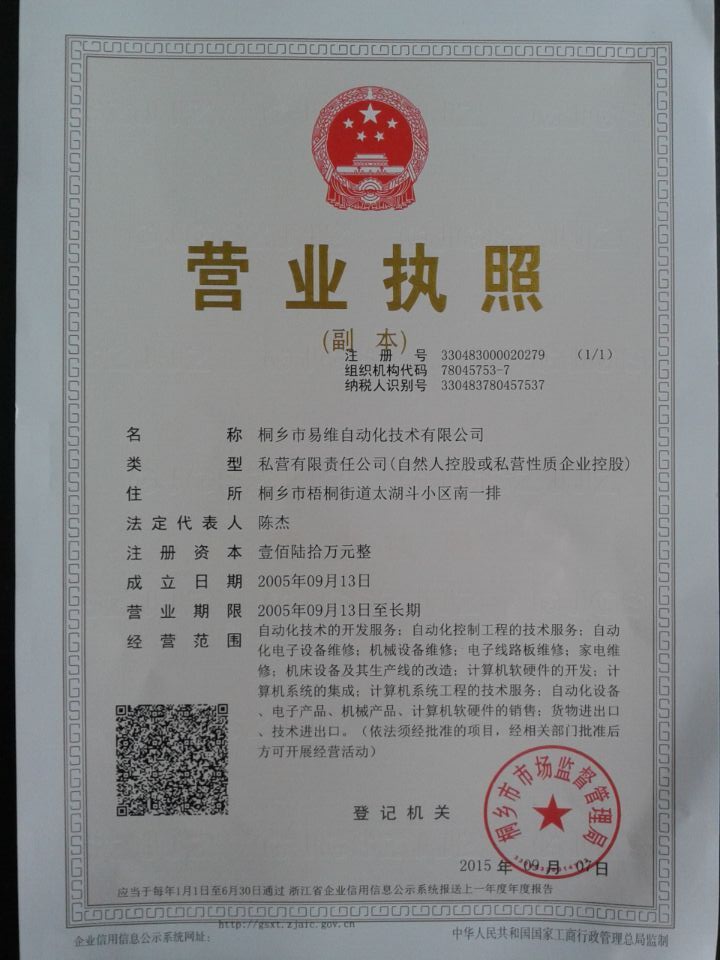 营业执照
(副 本)
注 册 号 330483000020279 (1/1)
组织机构代码 78045753-7
纳税人识别号 330483780457537
名 称 桐乡市易维自动化技术有限公司
类 型 私营有限责任公司(自然人控股或私营性质企业控股)
住 所 桐乡市梧桐街道太湖斗小区南一排
法定代表人 陈杰
注册资本 壹佰陆拾万元整
成立日期 2005年09月13日
营业期限 2005年09月13日至长期
经营范围 自动化技术的开发服务；自动化控制工程的技术服务；自动
化电子设备维修；机械设备维修；电子线路板维修；家电维
修；机床设备及其生产线的改造；计算机软硬件的开发；计
算机系统的集成；计算机系统工程的技术服务；自动化设备
、电子产品、机械产品、计算机软硬件的销售；货物进出口
、技术进出口。（依法须经批准的项目，经相关部门批准后
方可开展经营活动）
桐乡市市场监督管理局
登记机关
2015 年 09 月 07 日
应当于每年1月1日至6月30日通过 浙江省企业信用信息公示系统报送上一年度年度报告
http://gsxt.zjaic.gov.cn
企业信用信息公示系统网址：
中华人民共和国国家工商行政管理总局监制